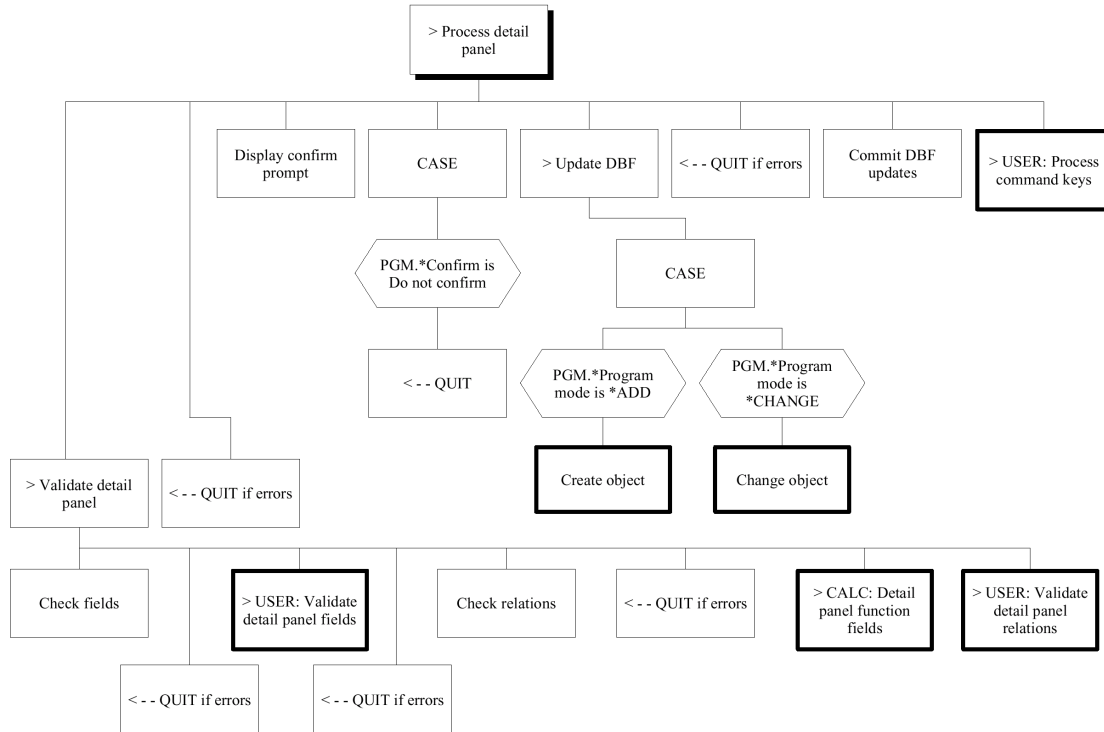 > Process detail
panel
Display confirm
prompt
CASE
> Update DBF
< - - QUIT if errors
Commit DBF
updates
> USER: Process
command keys
PGM.*Confirm is
Do not confirm
CASE
< - - QUIT
PGM.*Program
mode is *ADD
PGM.*Program
mode is
*CHANGE
> Validate detail
panel
< - - QUIT if errors
Create object
Change object
Check fields
> USER: Validate
detail panel fields
Check relations
< - - QUIT if errors
> CALC: Detail
panel function
fields
> USER: Validate
detail panel
relations
< - - QUIT if errors
< - - QUIT if errors